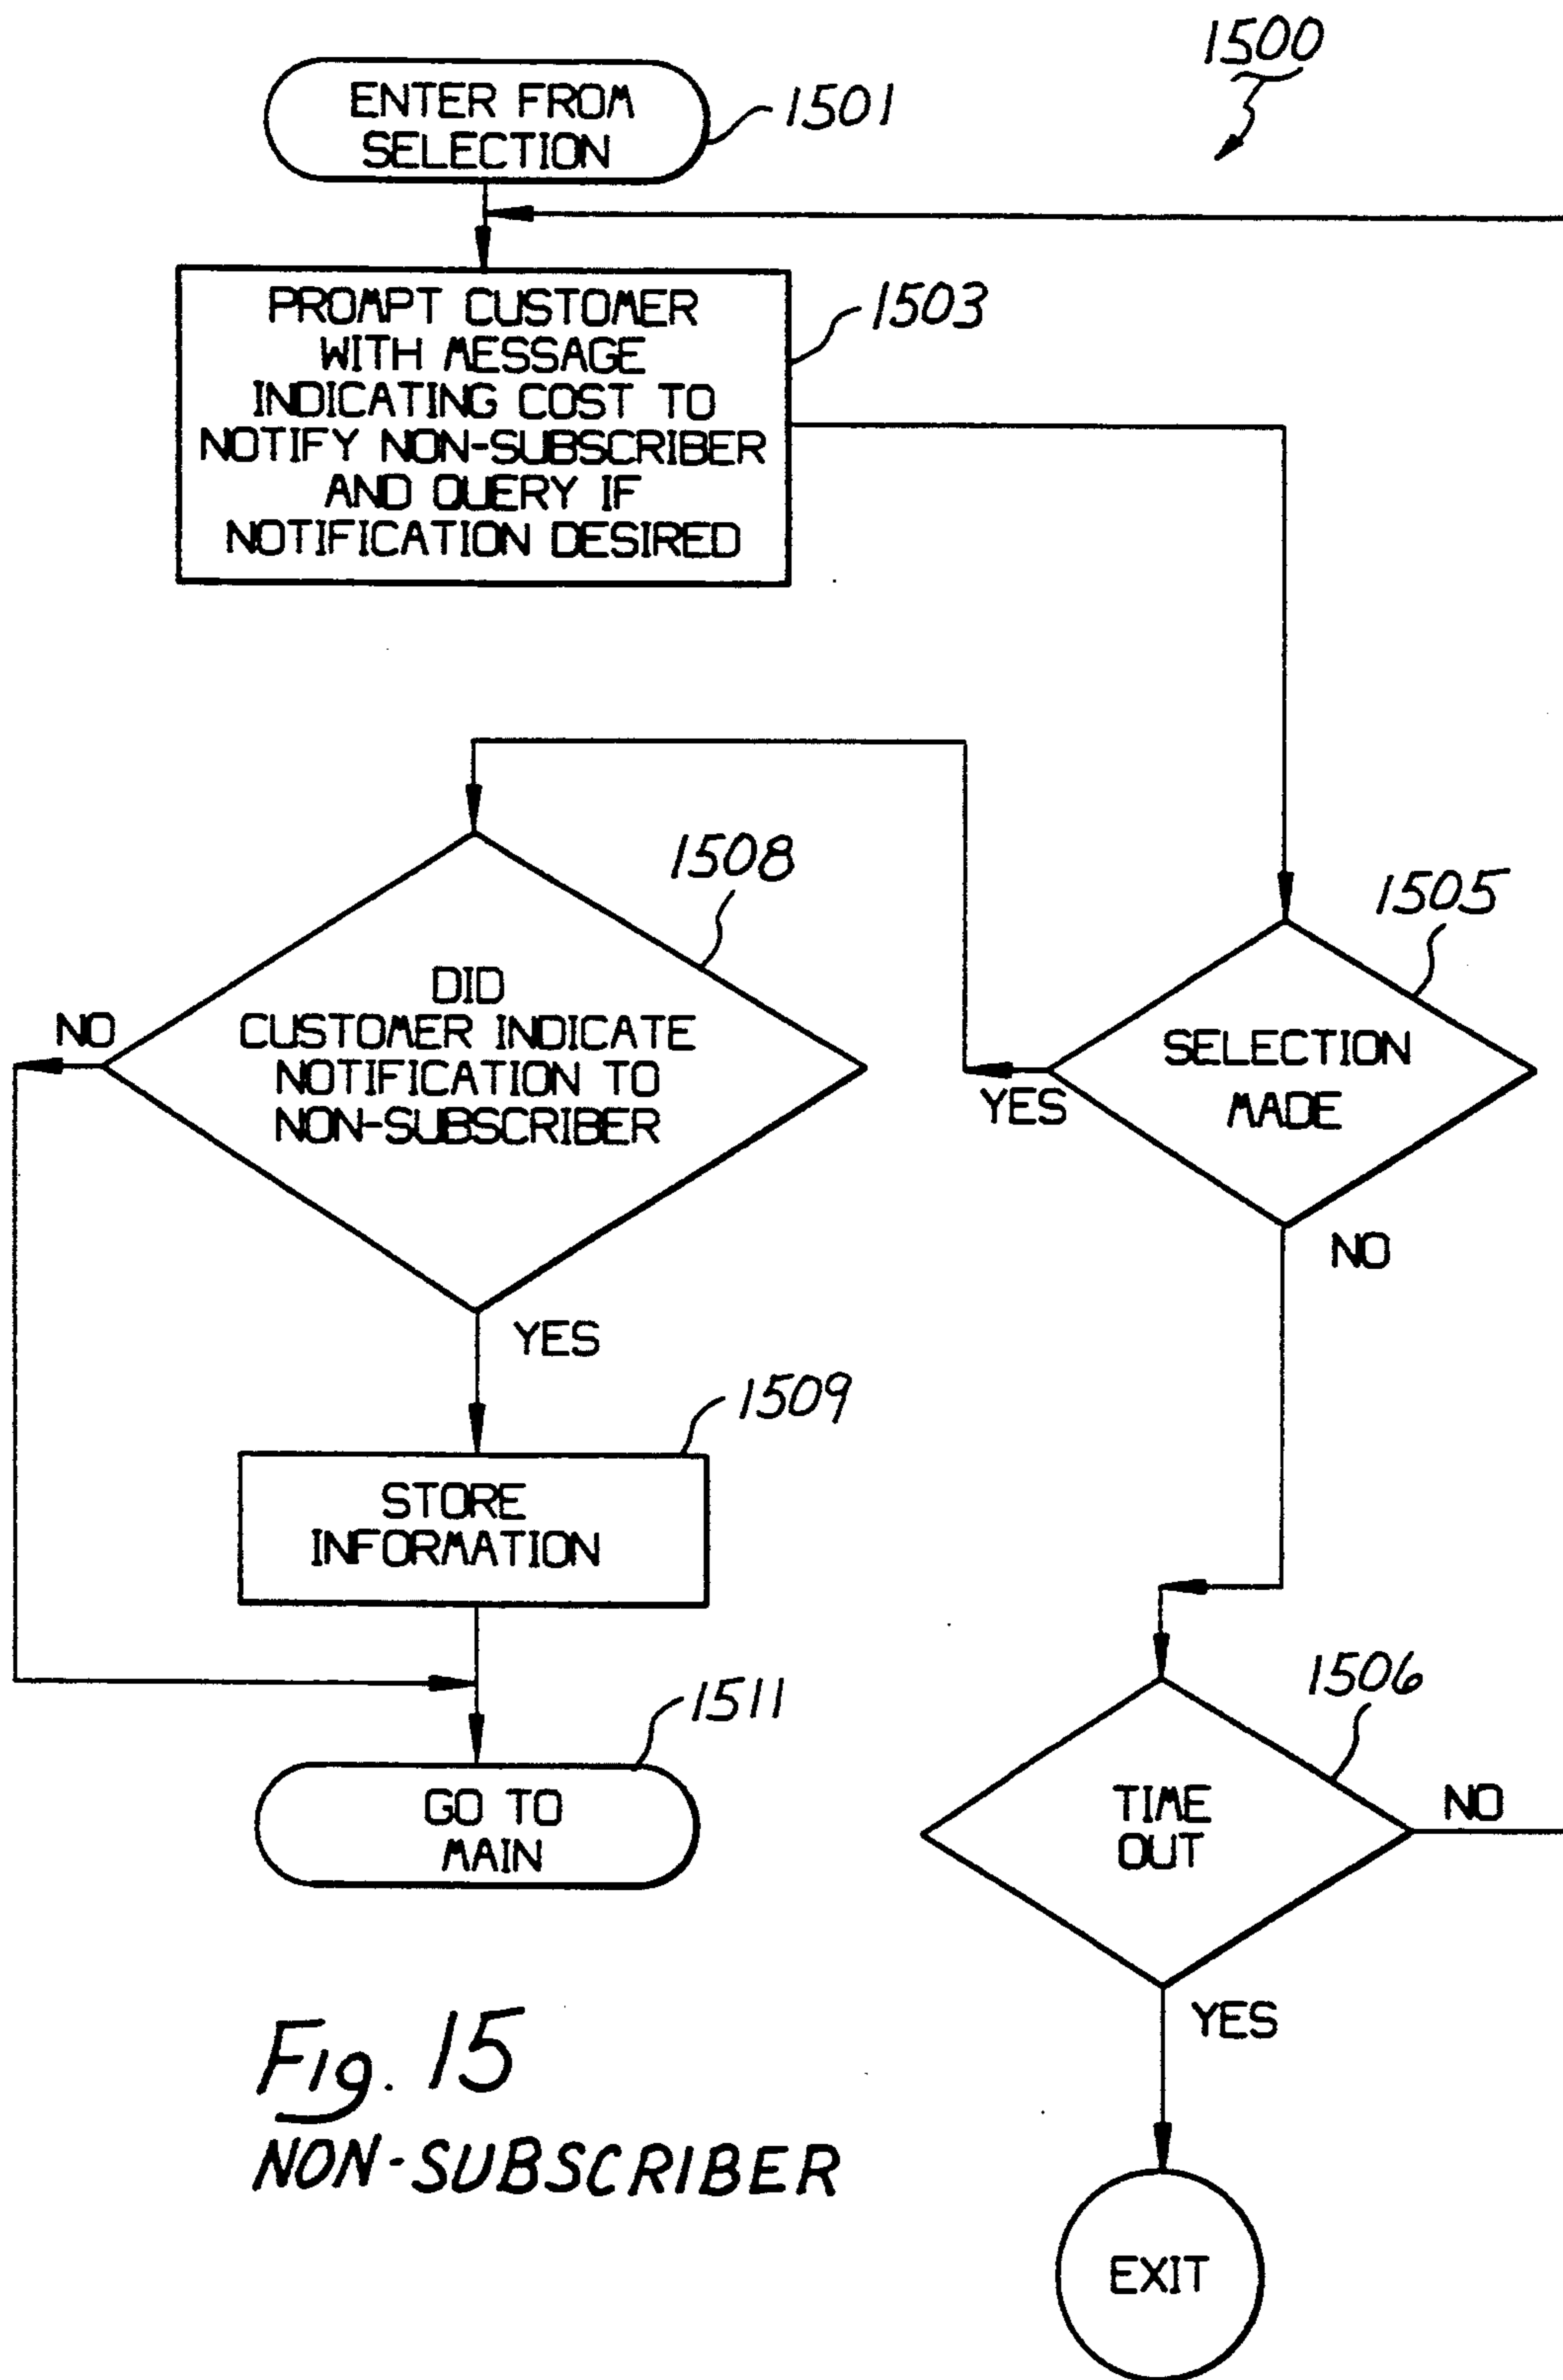 1500
ENTER FROM
SELECTION
1501
PROMPT CUSTOMER
WITH MESSAGE
INDICATING COST TO
NOTIFY NON-SUBSCRIBER
AND QUERY IF
NOTIFICATION DESIRED
1503
1508
DID
CUSTOMER INDICATE
NOTIFICATION TO
NON-SUBSCRIBER
NO
YES
1505
SELECTION
MADE
YES
NO
1509
STORE
INFORMATION
1511
GO TO
MAIN
1506
TIME
OUT
NO
YES
EXIT
Fig. 15
NON-SUBSCRIBER